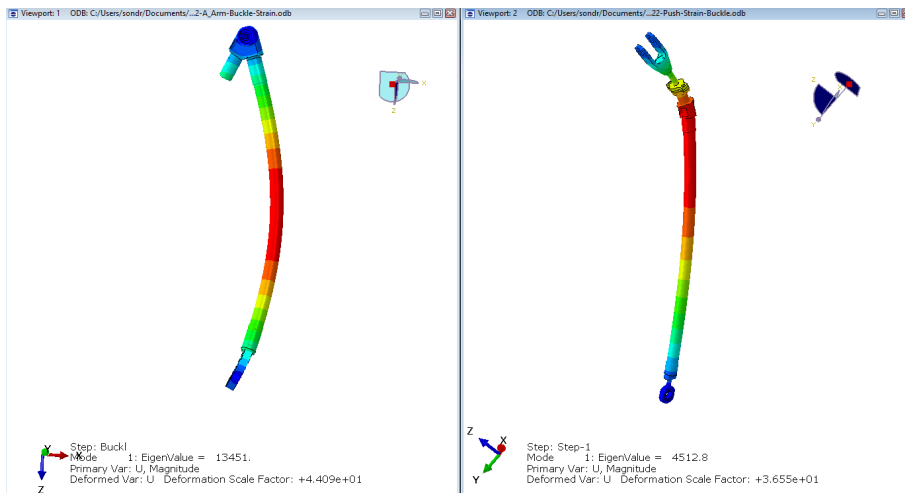 Viewport: 1 ODB: C:/Users/sondr/Documents/...2-A_Arm-Buckle-Strain.odb
Viewport: 2 ODB: C:/Users/sondr/Documents/...22-Push-Strain-Buckle.odb
X
Z
Z
Y
Y
X
Z
Step: Buckl
Mode 1: EigenValue = 13451.
Primary Var: U, Magnitude
Deformed Var: U Deformation Scale Factor: +4.409e+01
Z
X
Y
Step: Step-1
Mode 1: EigenValue = 4512.8
Primary Var: U, Magnitude
Deformed Var: U Deformation Scale Factor: +3.655e+01